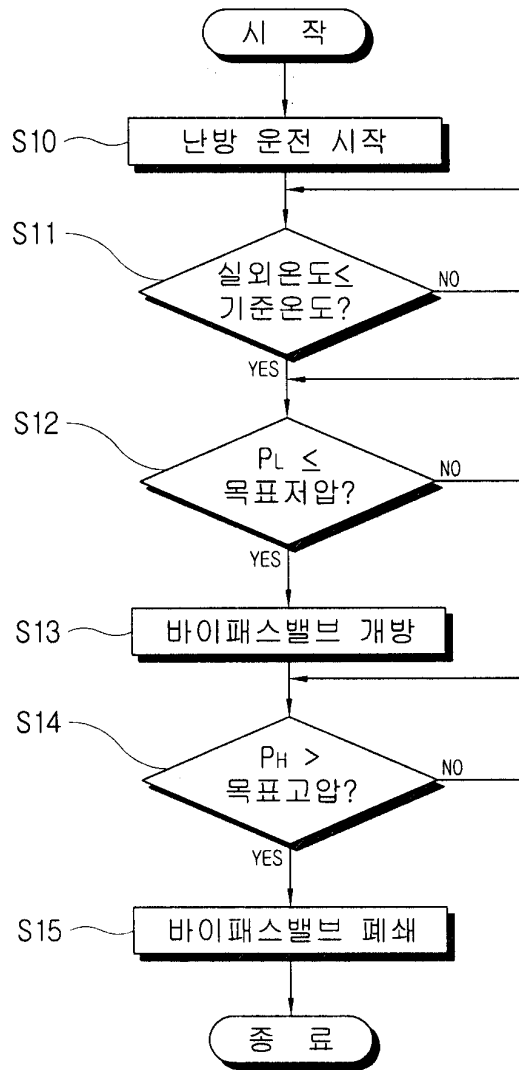 시 작
S10
난방 운전 시작
S11
실외온도≤
기준온도?
NO
YES
S12
PL ≤
목표저압?
NO
YES
S13
바이패스밸브 개방
S14
PH >
목표고압?
NO
YES
S15
바이패스밸브 폐쇄
종 료